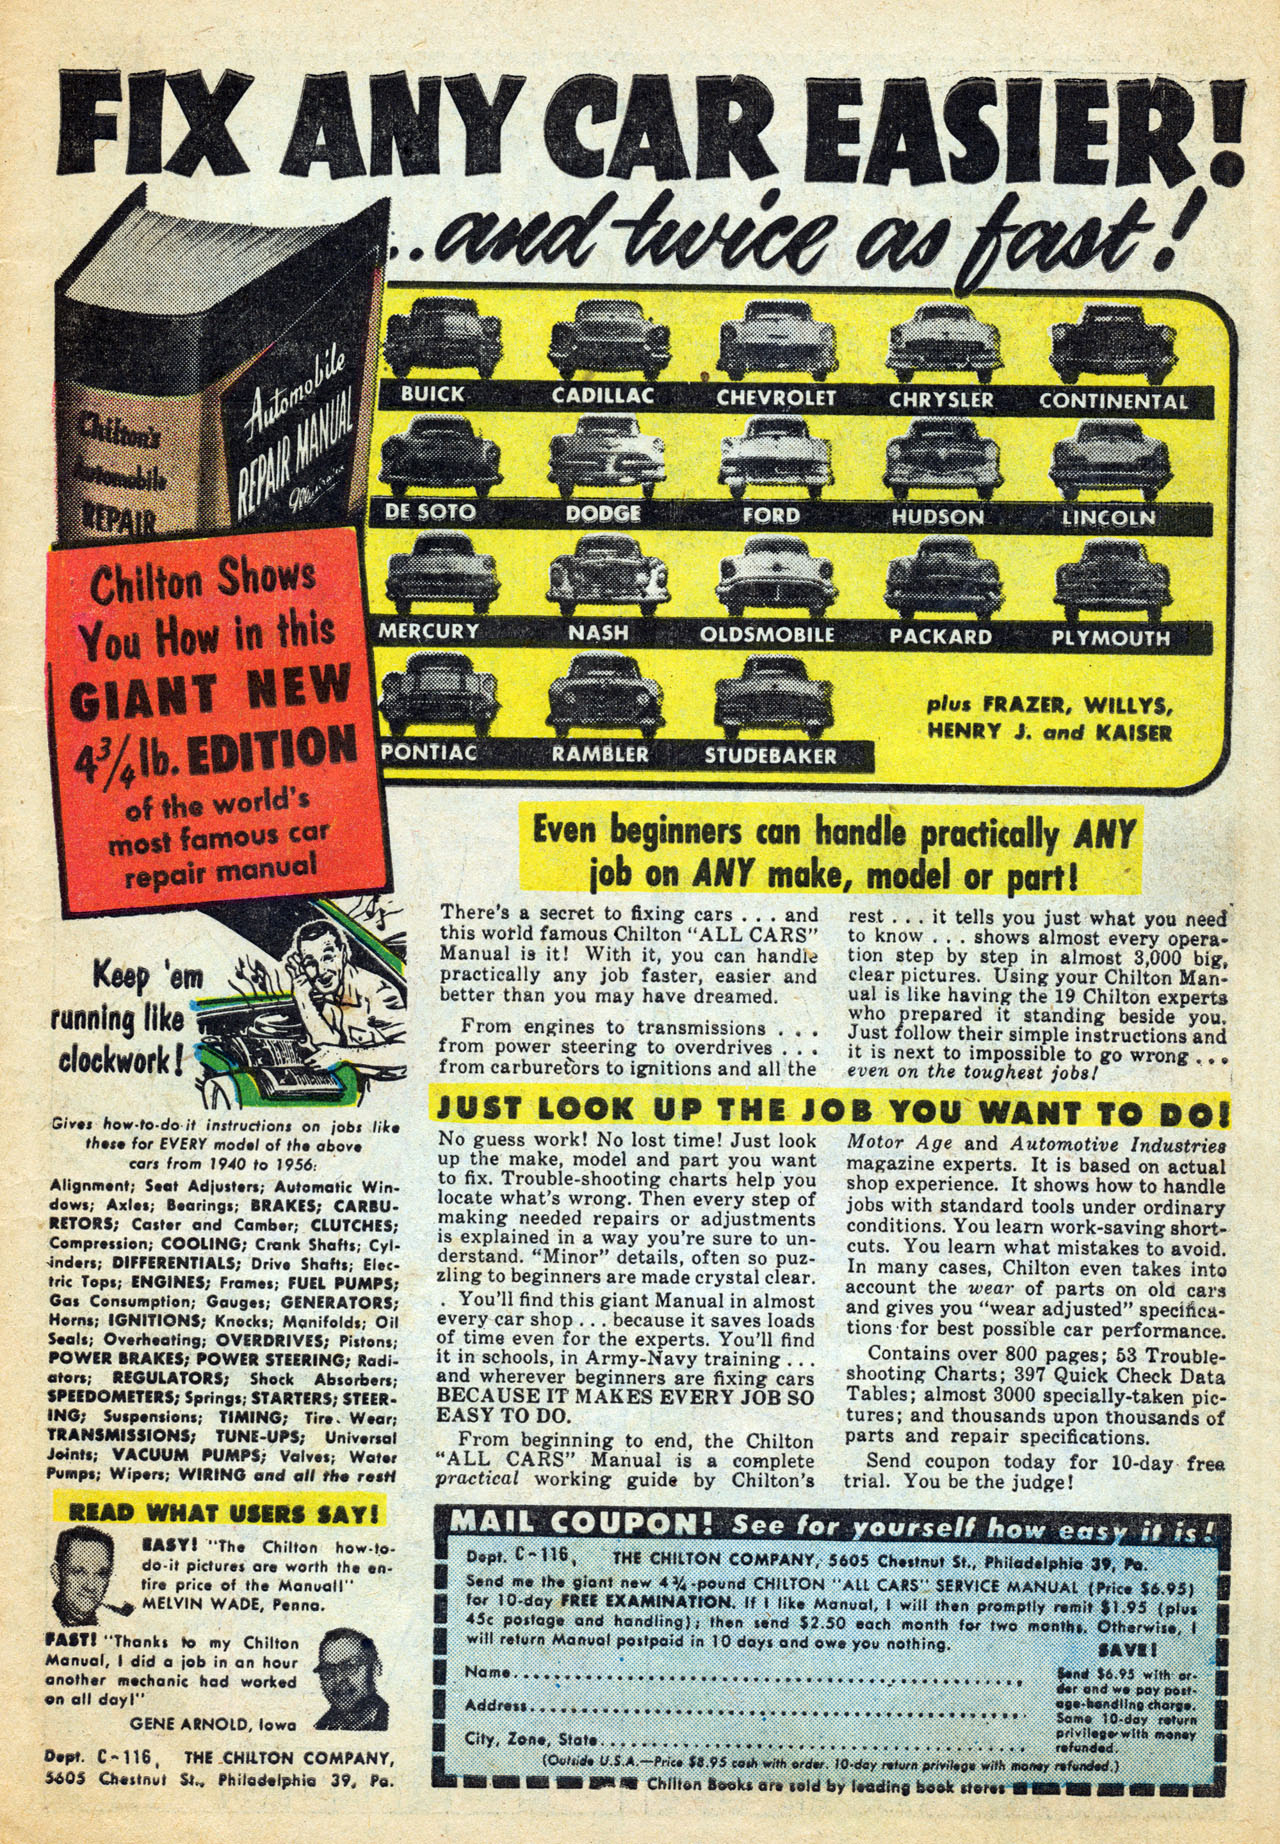 FIX ANY CAR EASIER!
..and twice as fast!
Automobile
REPAIR MANUAL
Chilton's
Automobile
REPAIR
BUICK
CADILLAC
CHEVROLET
CHRYSLER
CONTINENTAL
DE SOTO
DODGE
FORD
HUDSON
LINCOLN
MERCURY
NASH
OLDSMOBILE
PACKARD
PLYMOUTH
PONTIAC
RAMBLER
STUDEBAKER
plus FRAZER, WILLYS,
HENRY J. and KAISER
Chilton Shows
You How in this
GIANT NEW
4 3/4 lb. EDITION
of the world's
most famous car
repair manual
Keep 'em
running like
clockwork!
Gives how-to-do-it instructions on jobs like
these for EVERY model of the above
cars from 1940 to 1956:
Alignment; Seat Adjusters; Automatic Win-
dows; Axles; Bearings; BRAKES; CARBU-
RETORS; Caster and Camber; CLUTCHES;
Compression; COOLING; Crank Shafts; Cyl-
inders; DIFFERENTIALS; Drive Shafts; Elec-
tric Tops; ENGINES; Frames; FUEL PUMPS;
Gas Consumption; Gauges; GENERATORS;
Horns; IGNITIONS; Knocks; Manifolds; Oil
Seals; Overheating; OVERDRIVES; Pistons;
POWER BRAKES; POWER STEERING; Radi-
ators; REGULATORS; Shock Absorbers;
SPEEDOMETERS; Springs; STARTERS; STEER-
ING; Suspensions; TIMING; Tire Wear;
TRANSMISSIONS; TUNE-UPS; Universal
Joints; VACUUM PUMPS; Valves; Water
Pumps; Wipers; WIRING and all the rest!
READ WHAT USERS SAY!
EASY! "The Chilton how-to-
do-it pictures are worth the en-
tire price of the Manual!"
MELVIN WADE, Penna.
FAST! "Thanks to my Chilton
Manual, I did a job in an hour
another mechanic had worked
on all day!"
GENE ARNOLD, Iowa
Dept. C-116, THE CHILTON COMPANY,
5605 Chestnut St., Philadelphia 39, Pa.
Even beginners can handle practically ANY
job on ANY make, model or part!
There's a secret to fixing cars . . . and
this world famous Chilton "ALL CARS"
Manual is it! With it, you can handle
practically any job faster, easier and
better than you may have dreamed.
From engines to transmissions . . .
from power steering to overdrives . . .
from carburetors to ignitions and all the
rest . . . it tells you just what you need
to know . . . shows almost every opera-
tion step by step in almost 3,000 big,
clear pictures. Using your Chilton Man-
ual is like having the 19 Chilton experts
who prepared it standing beside you.
Just follow their simple instructions and
it is next to impossible to go wrong . . .
even on the toughest jobs!
JUST LOOK UP THE JOB YOU WANT TO DO!
No guess work! No lost time! Just look
up the make, model and part you want
to fix. Trouble-shooting charts help you
locate what's wrong. Then every step of
making needed repairs or adjustments
is explained in a way you're sure to un-
derstand. "Minor" details, often so puz-
zling to beginners are made crystal clear.
You'll find this giant Manual in almost
every car shop . . . because it saves loads
of time even for the experts. You'll find
it in schools, in Army-Navy training . . .
and wherever beginners are fixing cars
BECAUSE IT MAKES EVERY JOB SO
EASY TO DO.
From beginning to end, the Chilton
"ALL CARS" Manual is a complete
practical working guide by Chilton's
Motor Age and Automotive Industries
magazine experts. It is based on actual
shop experience. It shows how to handle
jobs with standard tools under ordinary
conditions. You learn work-saving short-
cuts. You learn what mistakes to avoid.
In many cases, Chilton even takes into
account the wear of parts on old cars
and gives you "wear adjusted" specifica-
tions for best possible car performance.
Contains over 800 pages; 53 Trouble-
shooting Charts; 397 Quick Check Data
Tables; almost 3000 specially-taken pic-
tures; and thousands upon thousands of
parts and repair specifications.
Send coupon today for 10-day free
trial. You be the judge!
MAIL COUPON! See for yourself how easy it is!
Dept. C-116, THE CHILTON COMPANY, 5605 Chestnut St., Philadelphia 39, Pa.
Send me the giant new 4¾-pound CHILTON "ALL CARS" SERVICE MANUAL (Price $6.95)
for 10-day FREE EXAMINATION. If I like Manual, I will then promptly remit $1.95 (plus
45c postage and handling); then send $2.50 each month for two months. Otherwise, I
will return Manual postpaid in 10 days and owe you nothing.
Name
Address
City, Zone, State
SAVE!
Send $6.95 with or-
der and we pay post-
age-handling charge.
Same 10-day return
privilege with money
refunded.
(Outside U.S.A.—Price $8.95 cash with order. 10-day return privilege with money refunded.)
Chilton Books are sold by leading book stores